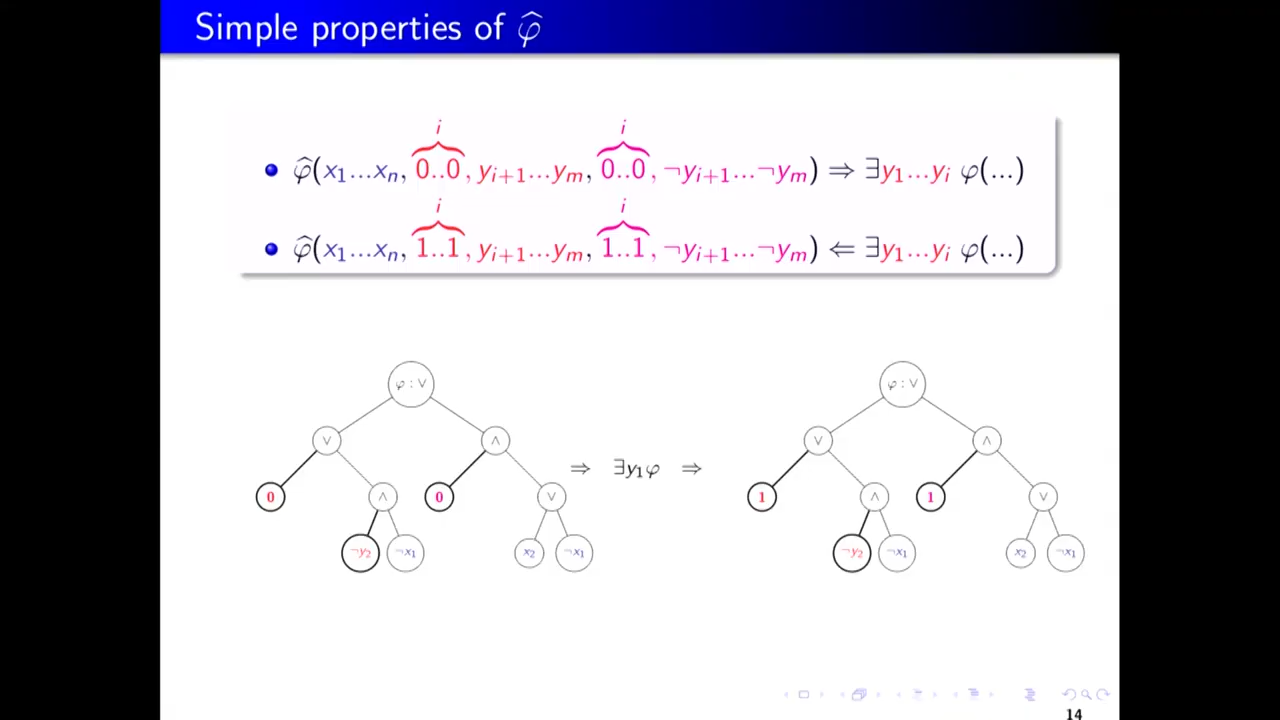 Simple properties of φ̂
i i
• φ̂(x₁...xₙ, 0..0, yᵢ₊₁...yₘ, 0..0, ¬yᵢ₊₁...¬yₘ) ⇒ ∃y₁...yᵢ φ(...)
i i
• φ̂(x₁...xₙ, 1..1, yᵢ₊₁...yₘ, 1..1, ¬yᵢ₊₁...¬yₘ) ⇐ ∃y₁...yᵢ φ(...)
φ : ∨ φ : ∨
∨ ∧ ∨ ∧
⇒ ∃y₁φ ⇒
0 ∧ 0 ∨ 1 ∧ 1 ∨
¬y₂ ¬x₁ x₂ ¬x₁ ¬y₂ ¬x₁ x₂ ¬x₁
14